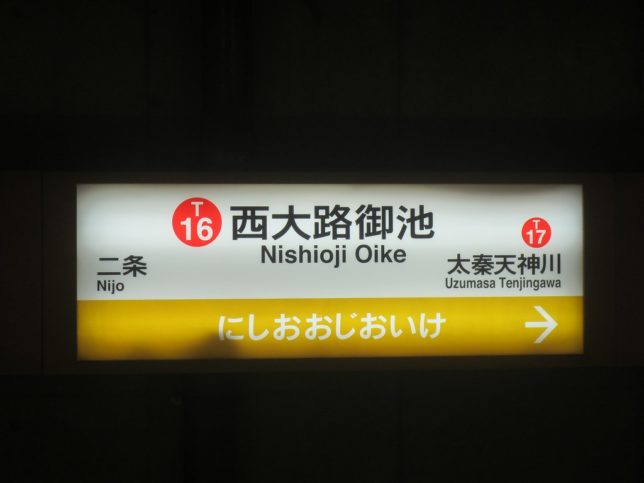 T
16
西大路御池
Nishioji Oike
二条
Nijo
T
17
太秦天神川
Uzumasa Tenjingawa
にしおおじおいけ